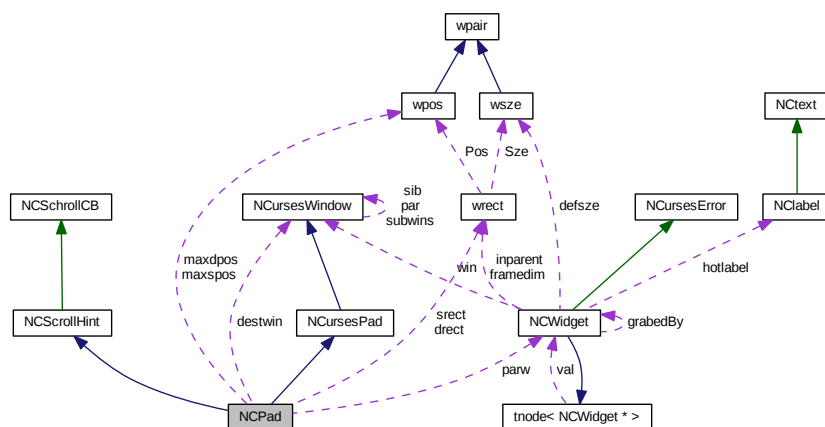 wpair
wpos
wsze
NCtext
Pos
Sze
NCSchrollCB
NCursesWindow
sib
par
subwins
wrect
defsze
NCursesError
NClabel
maxdpos
maxspos
win
inparent
framedim
hotlabel
NCScrollHint
destwin
NCursesPad
srect
drect
NCWidget
grabedBy
parw
val
NCPad
tnode< NCWidget * >